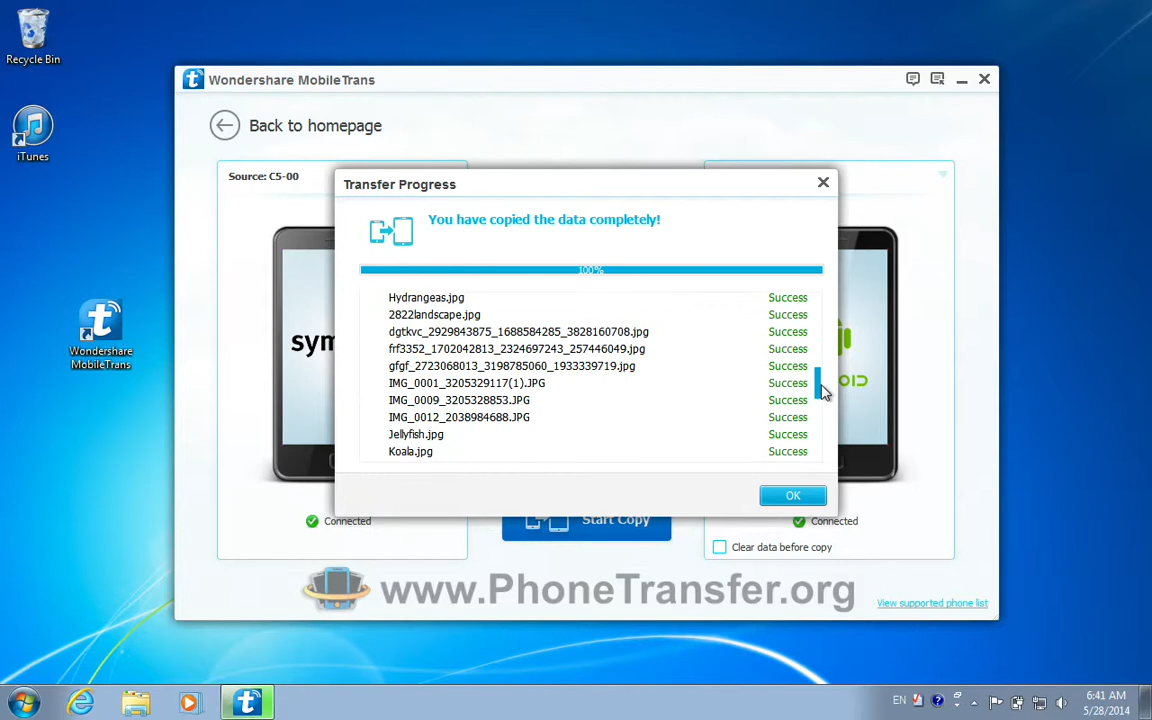 Recycle Bin
iTunes
Wondershare
MobileTrans
Wondershare MobileTrans
Back to homepage
Source: C5-00
Transfer Progress
You have copied the data completely!
100%
Hydrangeas.jpg Success
2822landscape.jpg Success
dgtkvc_2929843875_1688584285_3828160708.jpg Success
frf3352_1702042813_2324697243_257446049.jpg Success
gfgf_2723068013_3198785060_1933339719.jpg Success
IMG_0001_3205329117(1).JPG Success
IMG_0009_3205328853.JPG Success
IMG_0012_2038984688.JPG Success
Jellyfish.jpg Success
Koala.jpg Success
OK
sym
OID
Connected
Start Copy
Connected
Clear data before copy
www.PhoneTransfer.org
View supported phone list
EN
6:41 AM
5/28/2014